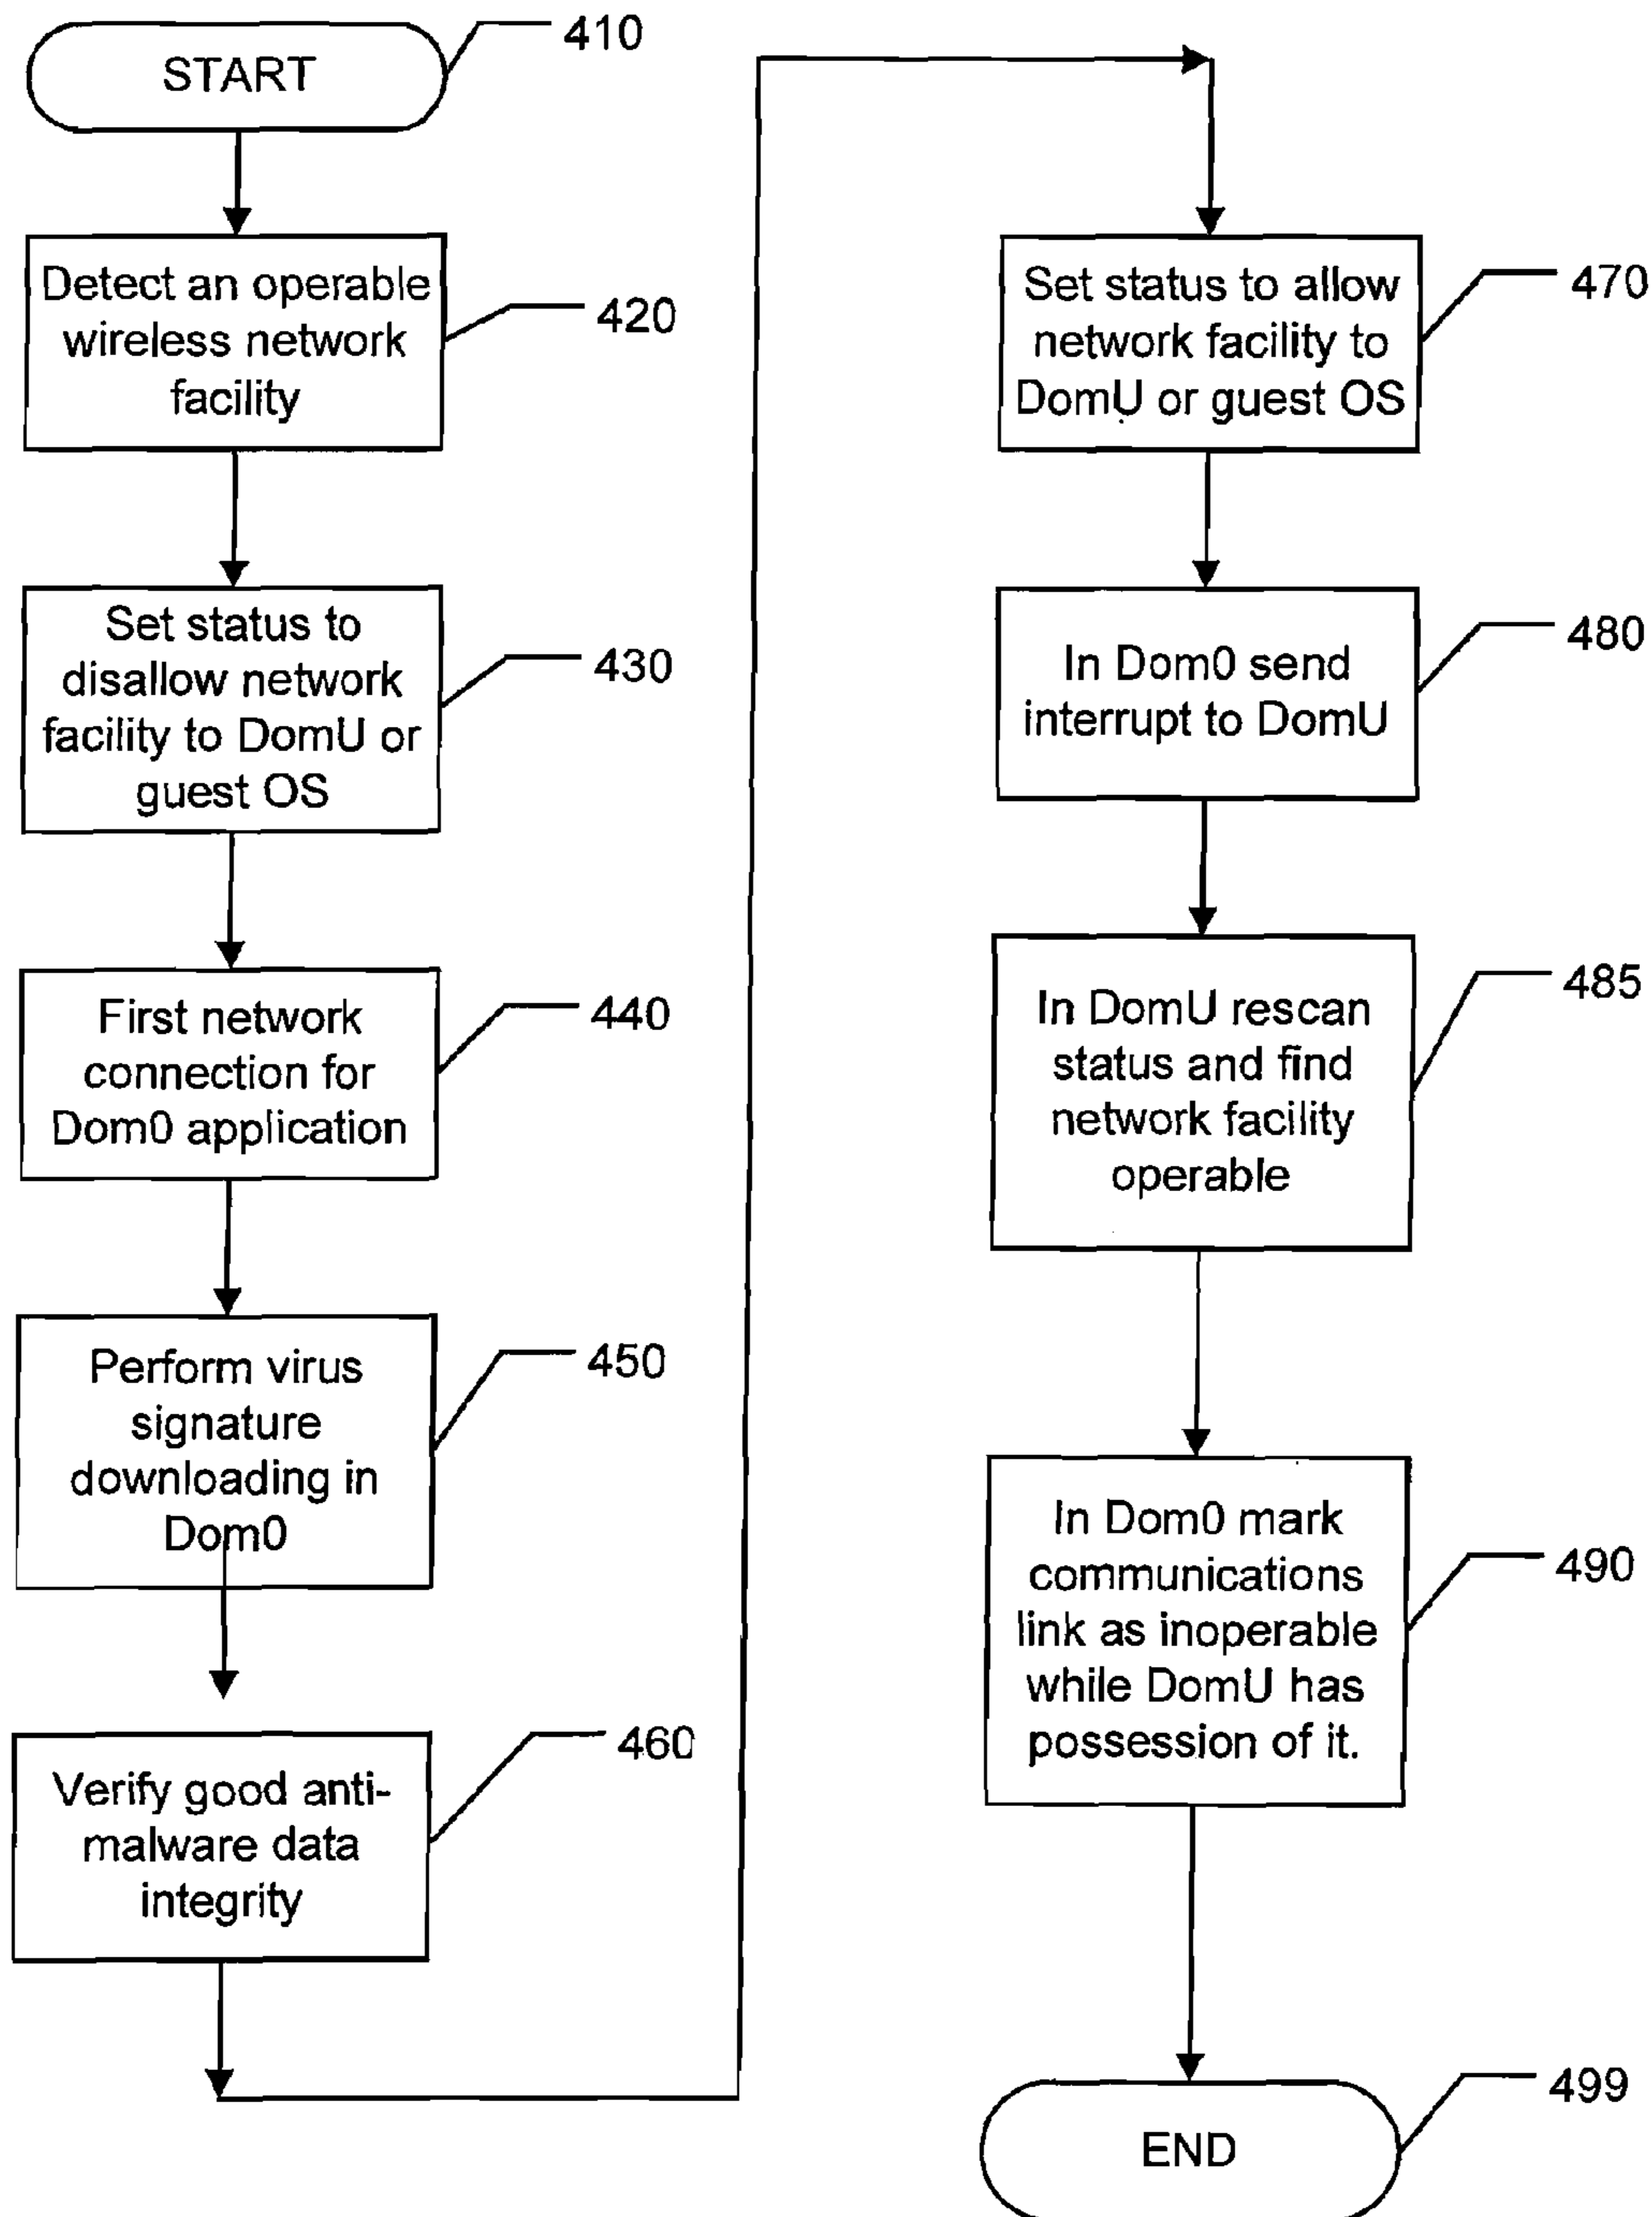 START
410
Detect an operable
wireless network
facility
420
Set status to
disallow network
facility to DomU or
guest OS
430
First network
connection for
Dom0 application
440
Perform virus
signature
downloading in
Dom0
450
Verify good anti-
malware data
integrity
460
Set status to allow
network facility to
DomU or guest OS
470
In Dom0 send
interrupt to DomU
480
In DomU rescan
status and find
network facility
operable
485
In Dom0 mark
communications
link as inoperable
while DomU has
possession of it.
490
END
499